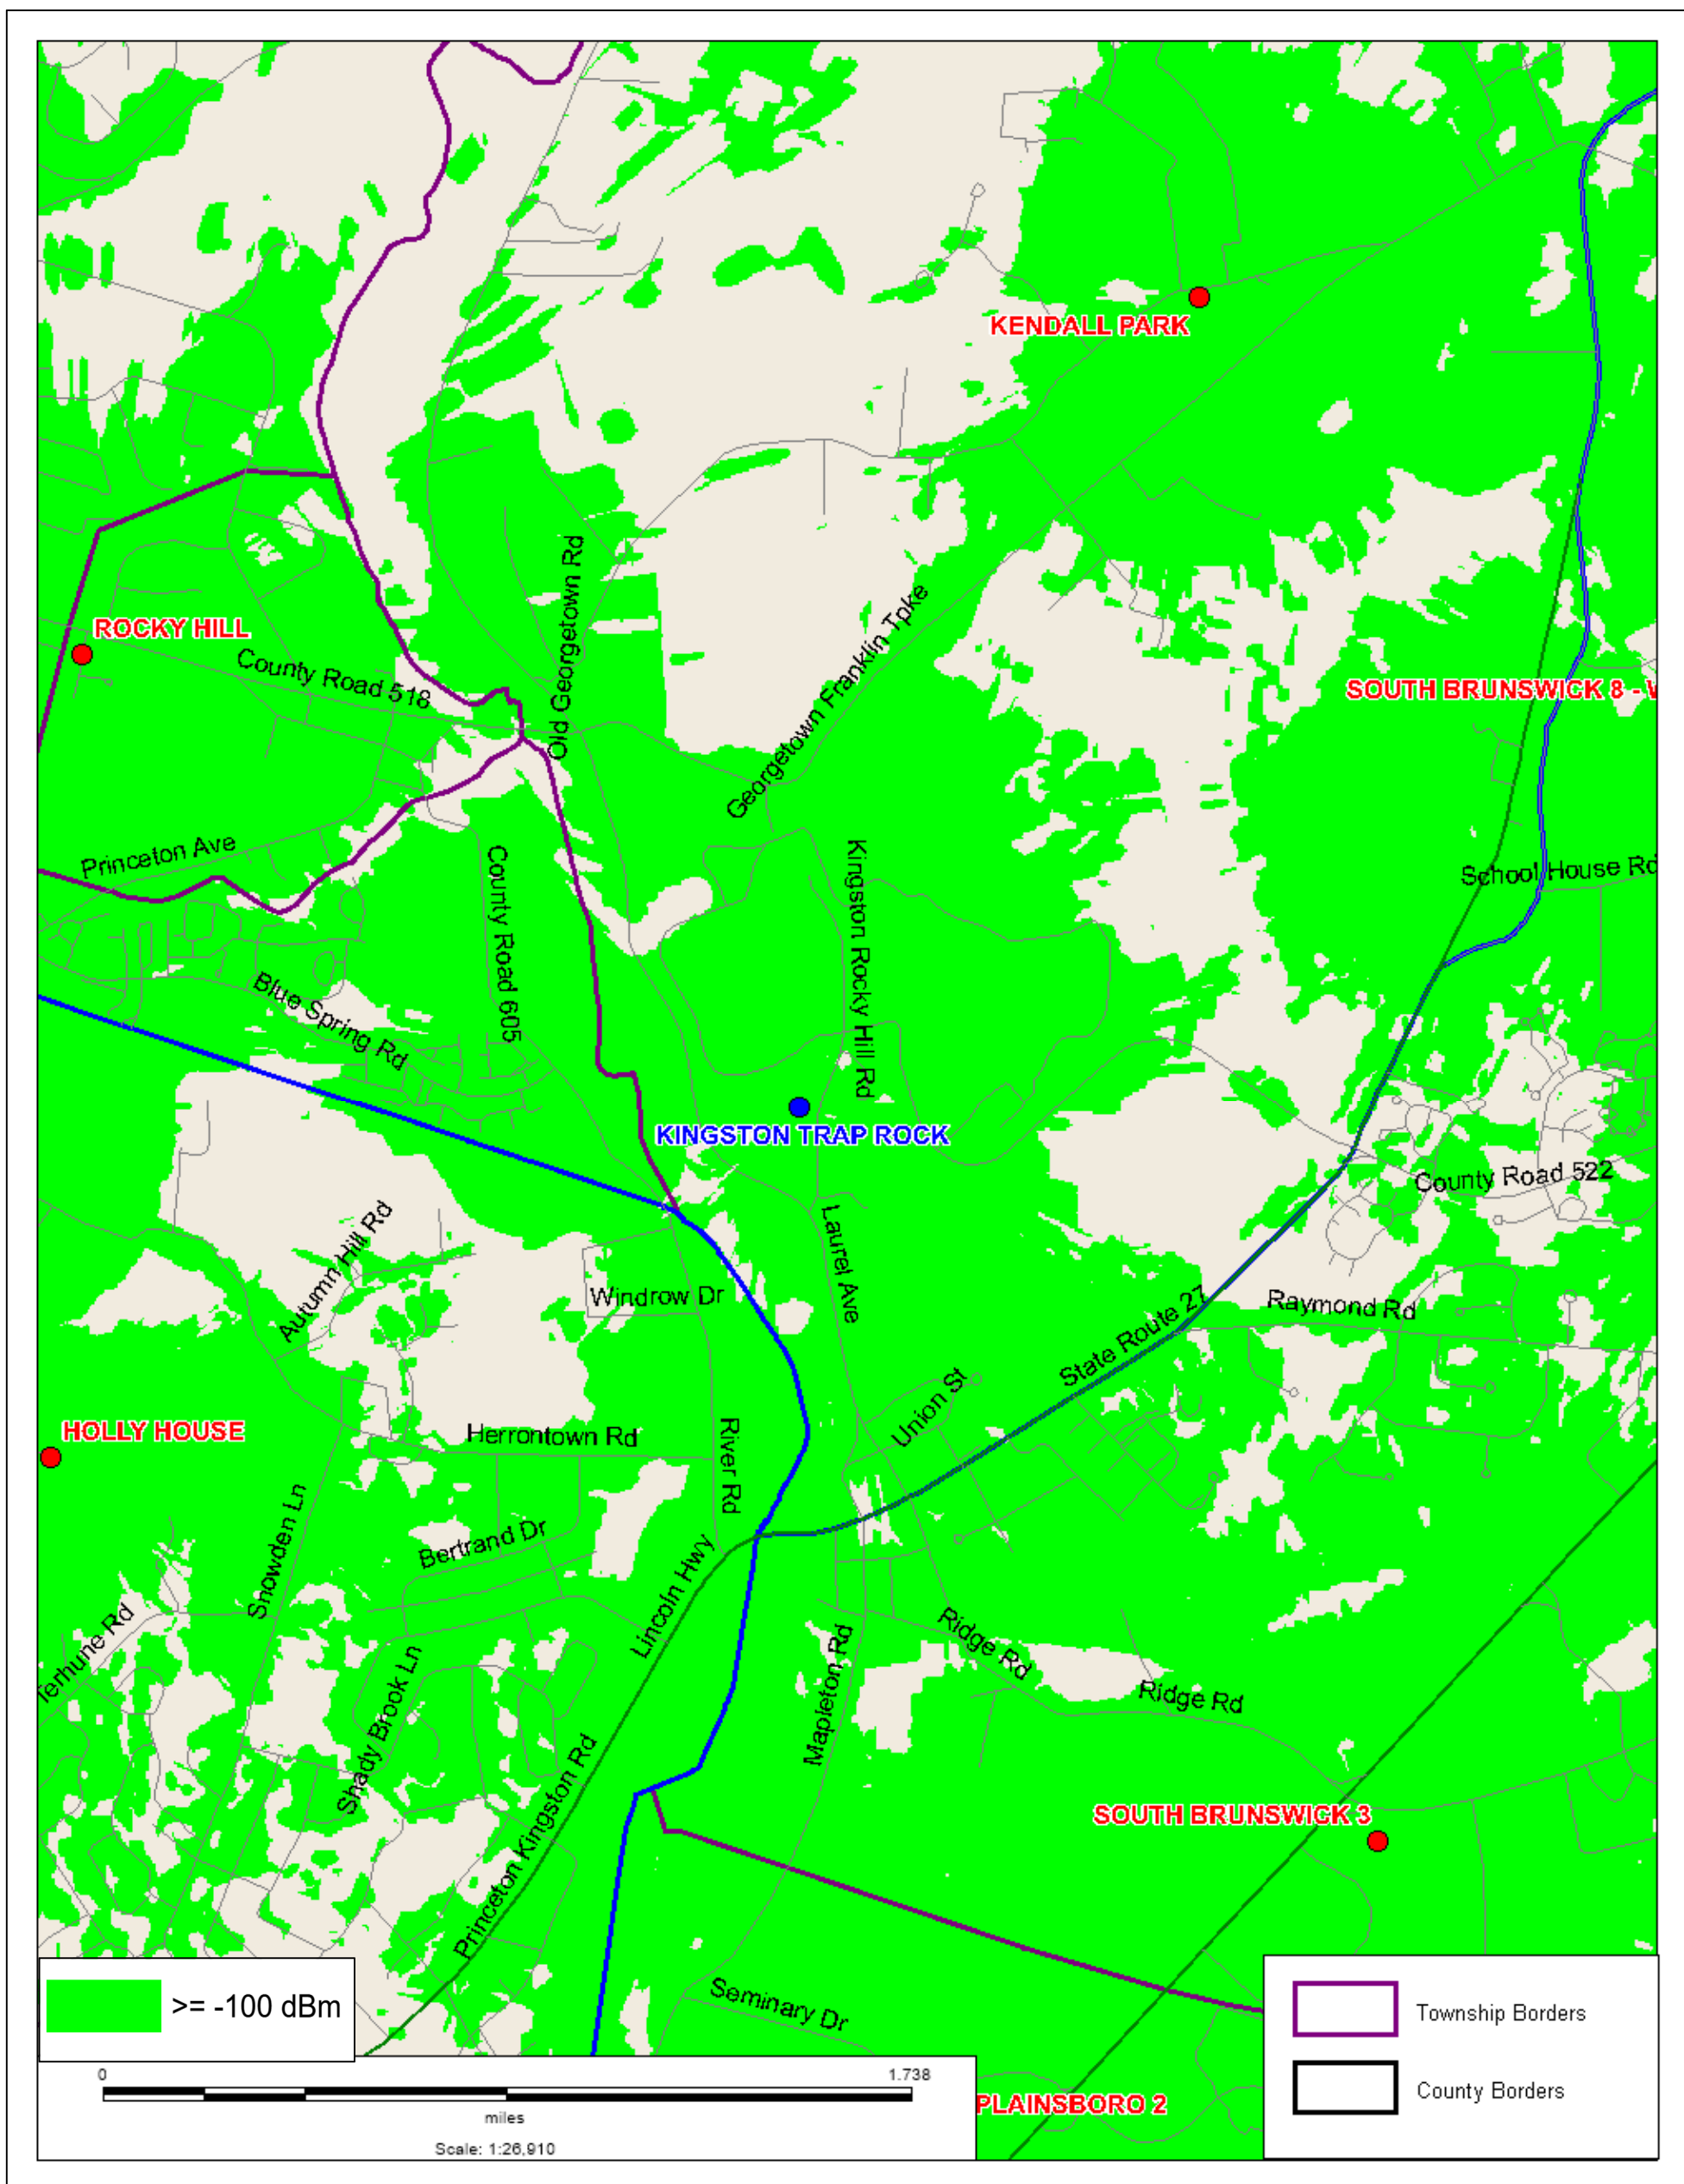 KENDALL PARK
Old Georgetown Rd
Georgetown Franklin Tpke
ROCKY HILL
County Road 518
SOUTH BRUNSWICK 8 -
Princeton Ave
County Road 605
Kingston Rocky Hill Rd
School House Rd
Blue Spring Rd
KINGSTON TRAP ROCK
County Road 522
Autumn Hill Rd
Laurel Ave
Windrow Dr
State Route 27
Raymond Rd
Union St
HOLLY HOUSE
Herrontown Rd
River Rd
Snowden Ln
Bertrand Dr
Lincoln Hwy
Terhune Rd
Shady Brook Ln
Mapleton Rd
Ridge Rd
Ridge Rd
Princeton Kingston Rd
SOUTH BRUNSWICK 3
Seminary Dr
>= -100 dBm
Township Borders
County Borders
0 1.738
miles
Scale: 1:26,910
PLAINSBORO 2